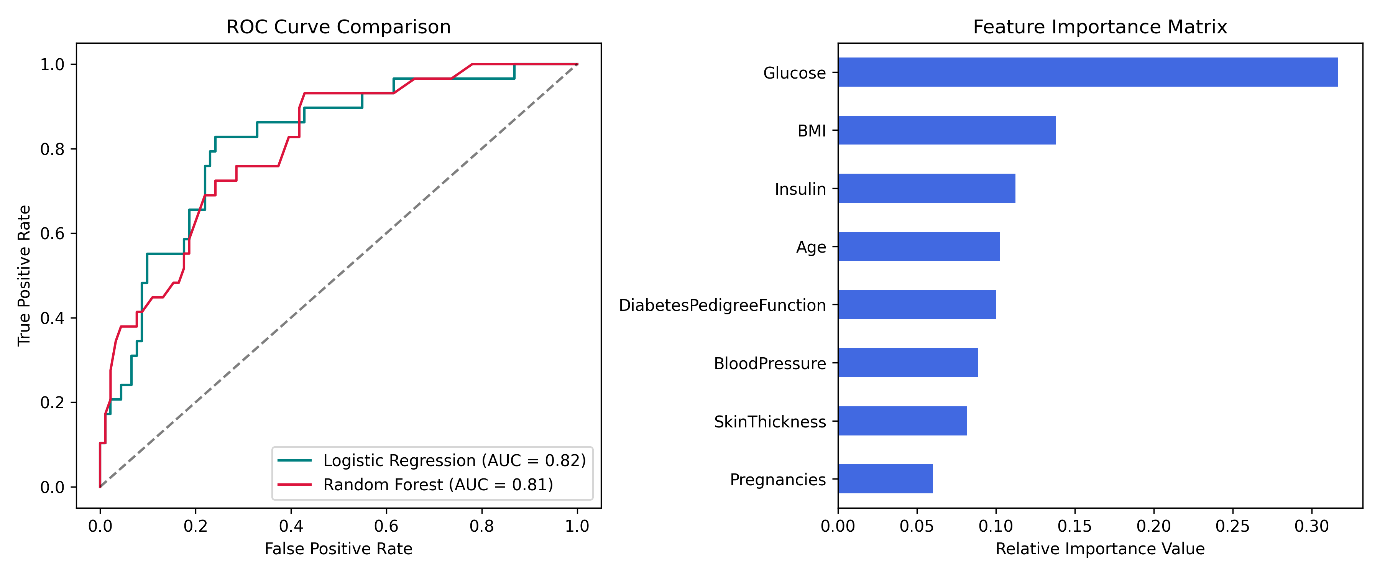 ROC Curve Comparison
1.0
0.8
0.6
0.4
0.2
0.0
True Positive Rate
0.0 0.2 0.4 0.6 0.8 1.0
False Positive Rate
Logistic Regression (AUC = 0.82)
Random Forest (AUC = 0.81)
Feature Importance Matrix
Glucose
BMI
Insulin
Age
DiabetesPedigreeFunction
BloodPressure
SkinThickness
Pregnancies
0.00 0.05 0.10 0.15 0.20 0.25 0.30
Relative Importance Value